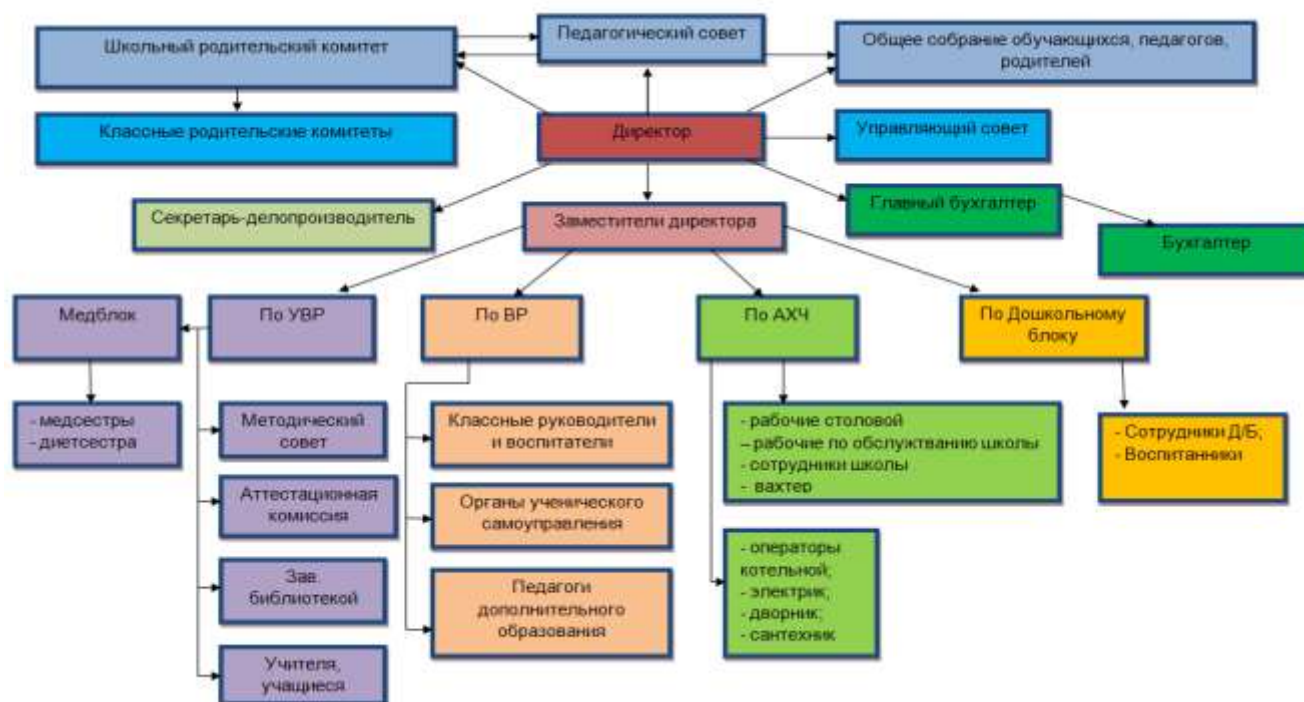 Школьный родительский комитет
Педагогический совет
Общее собрание обучающихся, педагогов,
родителей
Классные родительские комитеты
Директор
Управляющий совет
Секретарь-делопроизводитель
Заместители директора
Главный бухгалтер
Бухгалтер
Медблок
По УВР
По ВР
По АХЧ
По Дошкольному
блоку
- медсестры
- диетсестра
Методический
совет
Аттестационная
комиссия
Зав.
библиотекой
Учителя,
учащиеся
Классные руководители
и воспитатели
Органы ученического
самоуправления
Педагоги
дополнительного
образования
- рабочие столовой
– рабочие по обслужтванию школы
- сотрудники школы
- вахтер
- операторы
котельной;
- электрик;
- дворник;
- сантехник
- Сотрудники Д/Б;
- Воспитанники